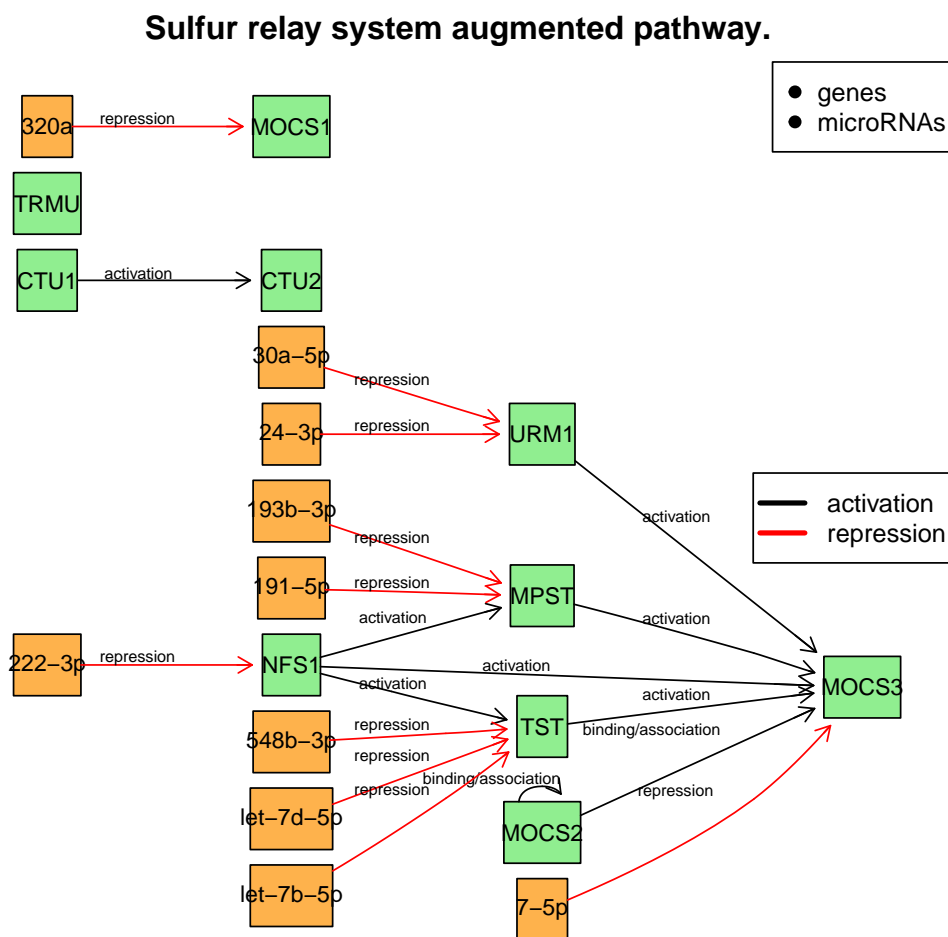 Sulfur relay system augmented pathway.
genes
microRNAs
320a
repression
MOCS1
TRMU
CTU1
activation
CTU2
30a−5p
repression
24−3p
repression
URM1
193b−3p
repression
activation
activation
repression
191−5p
repression
MPST
activation
activation
222−3p
repression
NFS1
activation
activation
MOCS3
activation
548b−3p
repression
TST
binding/association
repression
binding/association
let−7d−5p
repression
repression
MOCS2
let−7b−5p
7−5p